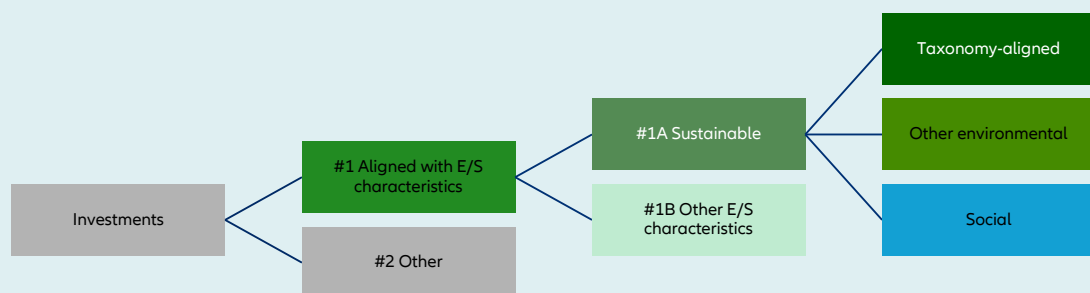 Investments
#1 Aligned with E/S
characteristics
#2 Other
#1A Sustainable
#1B Other E/S
characteristics
Taxonomy-aligned
Other environmental
Social